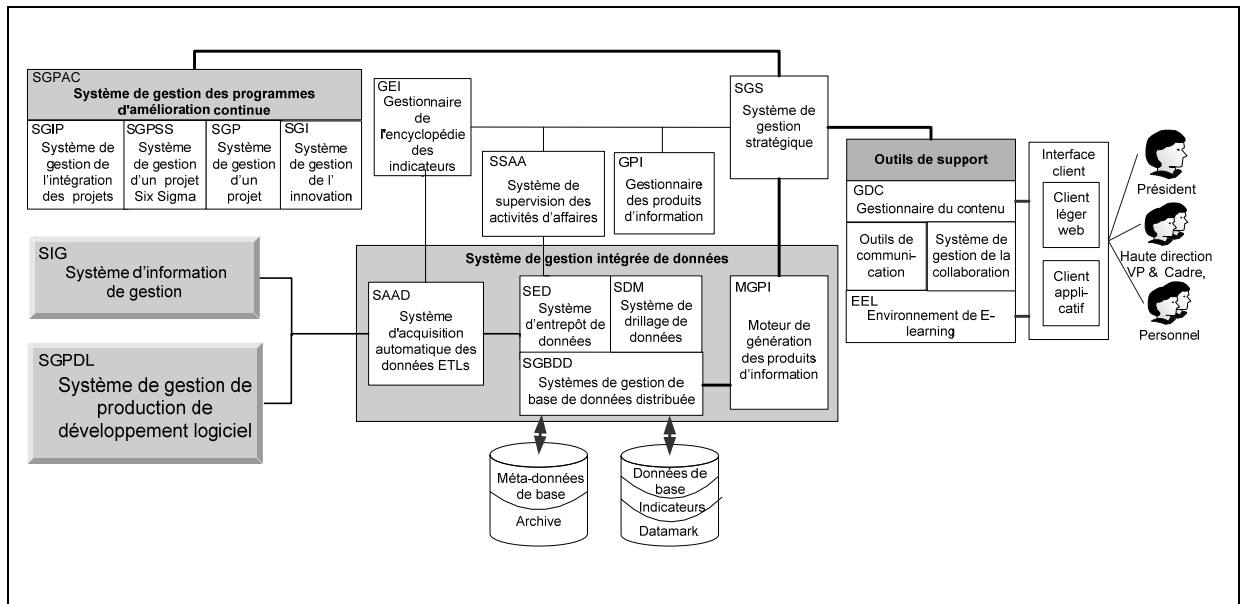 SGPAC
Système de gestion des programmes
d'amélioration continue
SGIP
Système de
gestion de
l'intégration
des projets
SGPSS
Système
de gestion
d'un projet
Six Sigma
SGP
Système
de gestion
d'un
projet
SGI
Système
de gestion
de l'
innovation
GEI
Gestionnaire
de
l'encyclopédie
des
indicateurs
SSAA
Système de
supervision des
activités d'affaires
GPI
Gestionnaire
des produits
d'information
SGS
Système
de
gestion
stratégique
Outils de support
GDC
Gestionnaire du contenu
Outils de
communi-
cation
Système de
gestion de la
collaboration
EEL
Environnement de E-
learning
Interface
client
Client
léger
web
Client
appli-
catif
Président
Haute direction
VP & Cadre,
Personnel
SIG
Système d'information
de gestion
SGPDL
Système de gestion de
production de
développement logiciel
Système de gestion intégrée de données
SAAD
Système
d'acquisition
automatique des
données ETLs
SED
Système
d'entrepôt de
données
SDM
Système de
drillage de
données
SGBDD
Systèmes de gestion de
base de données distribuée
MGPI
Moteur de
génération des
produits
d'information
Méta-données
de base
Archive
Données de
base
Indicateurs
Datamark